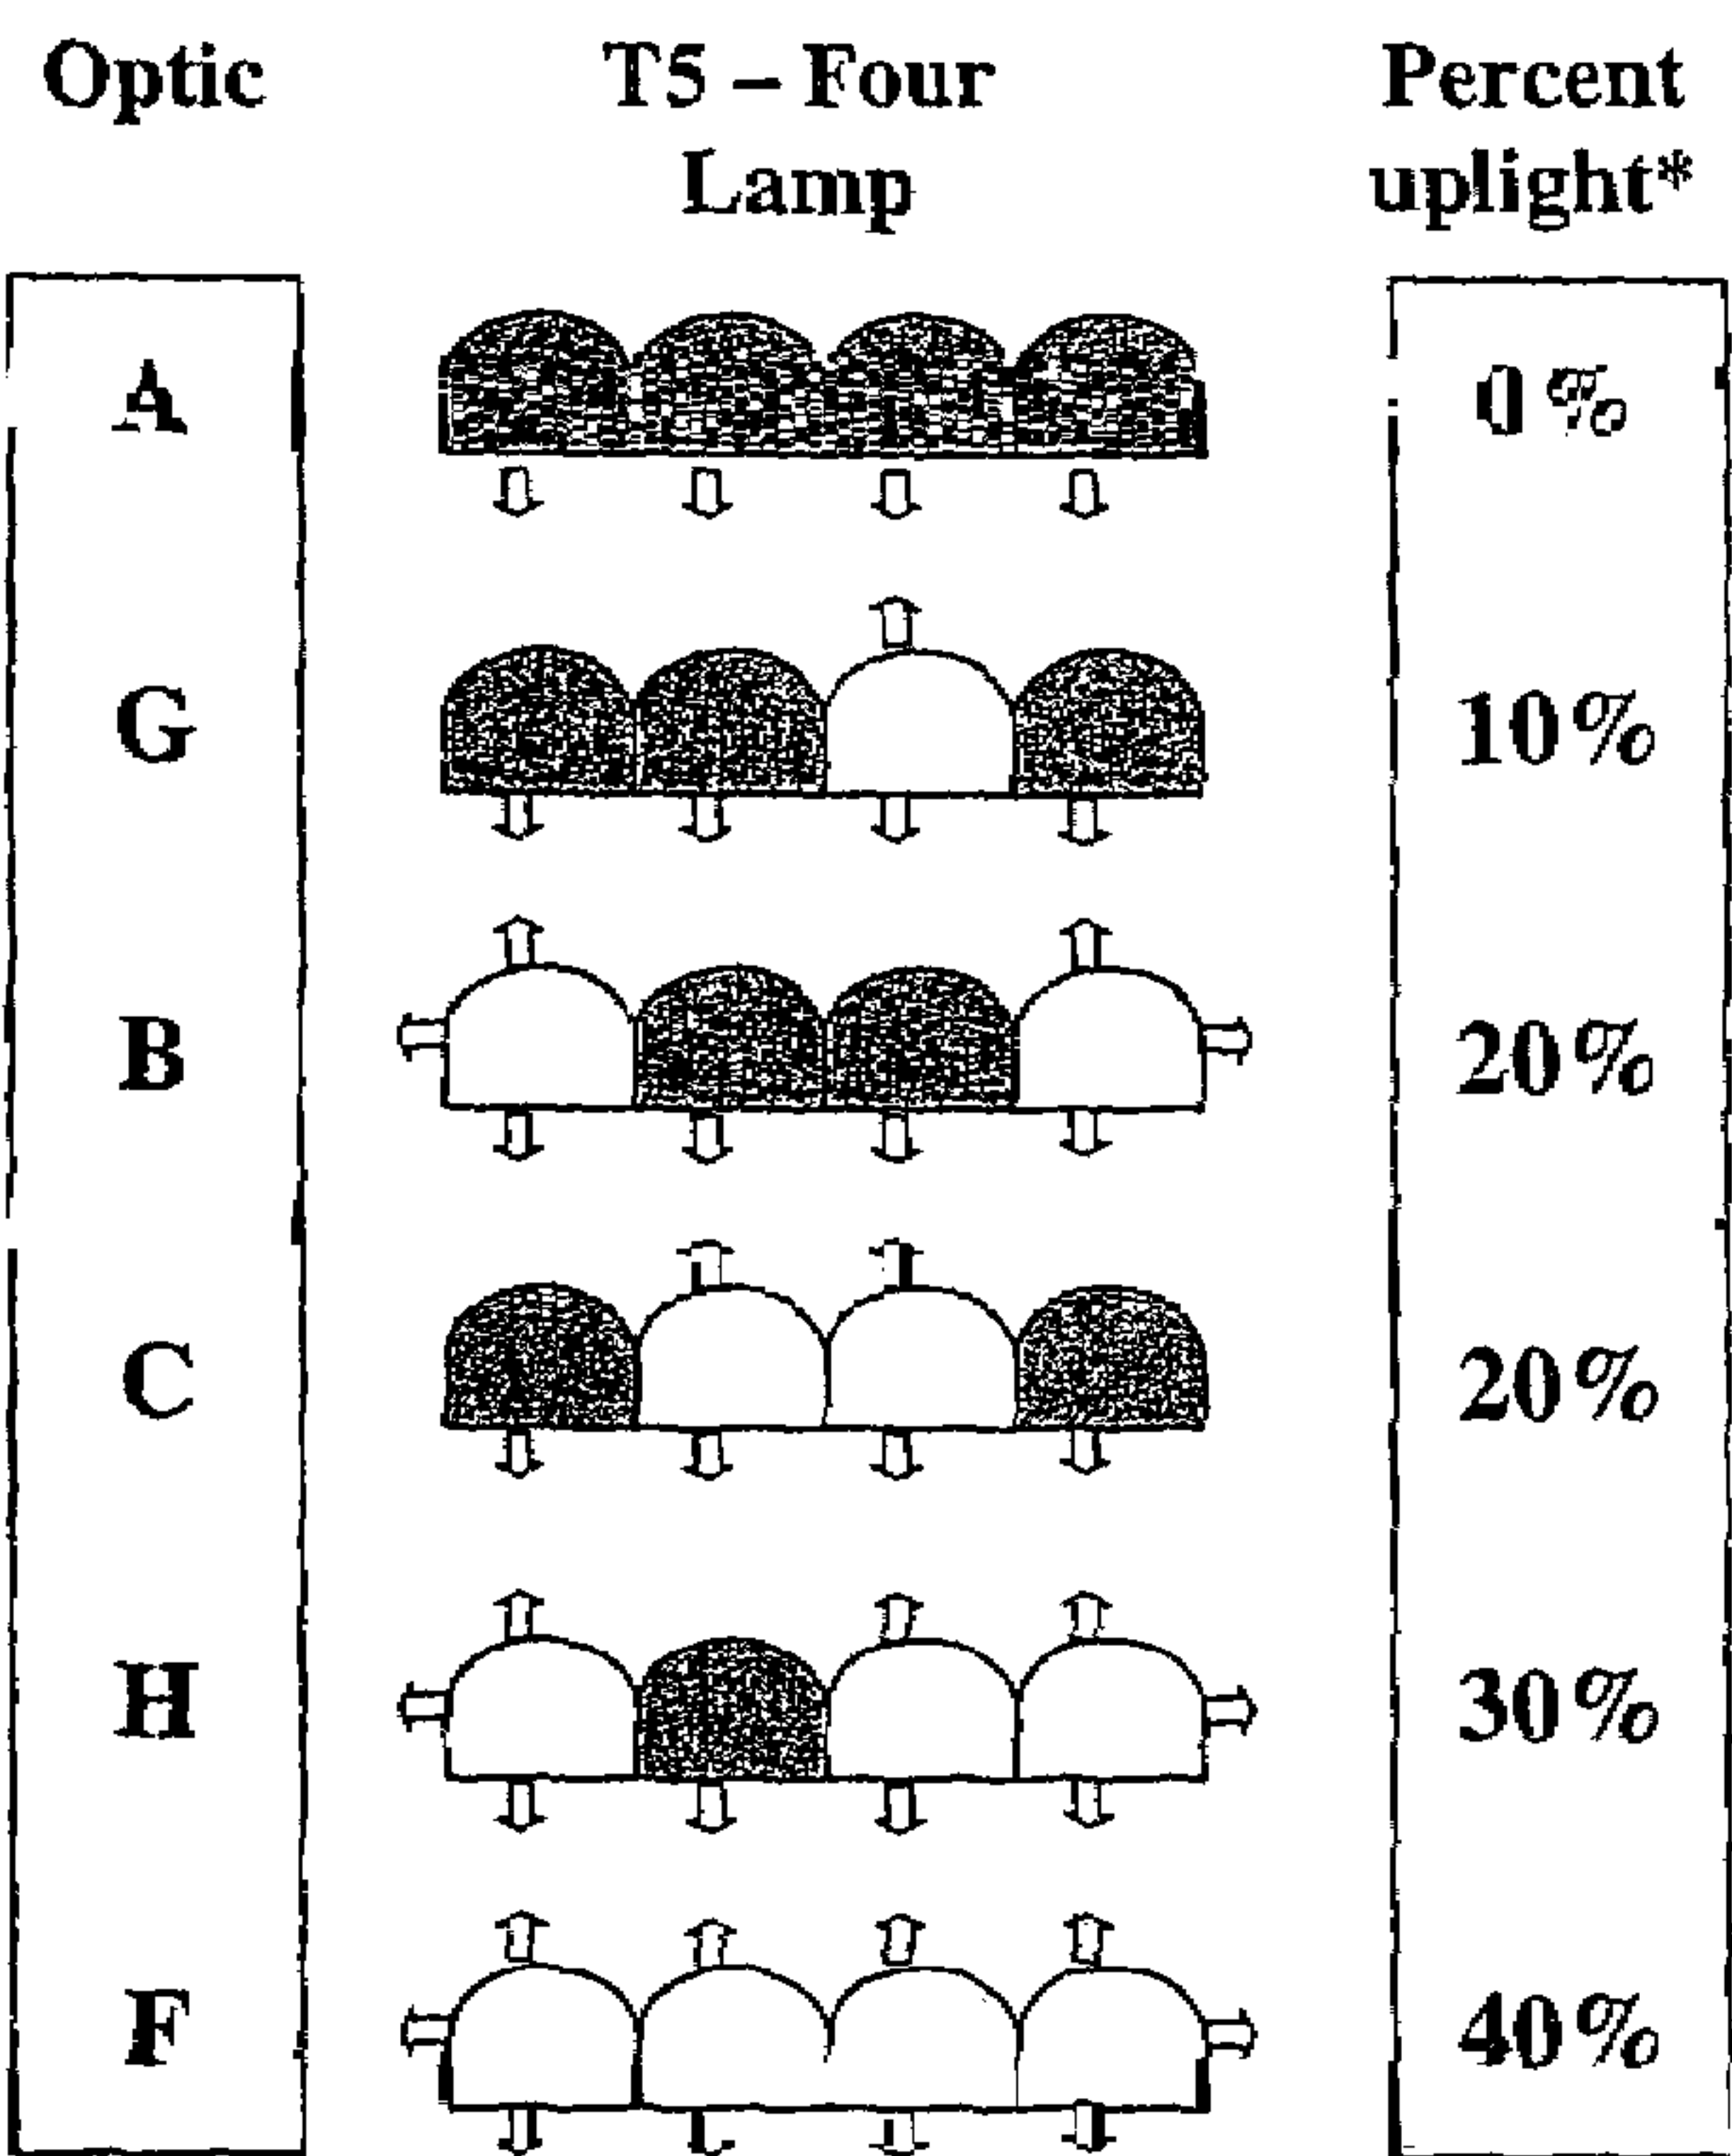 Optic T5 – Four Percent
Lamp uplight*
A 0%
G 10%
B 20%
C 20%
H 30%
F 40%